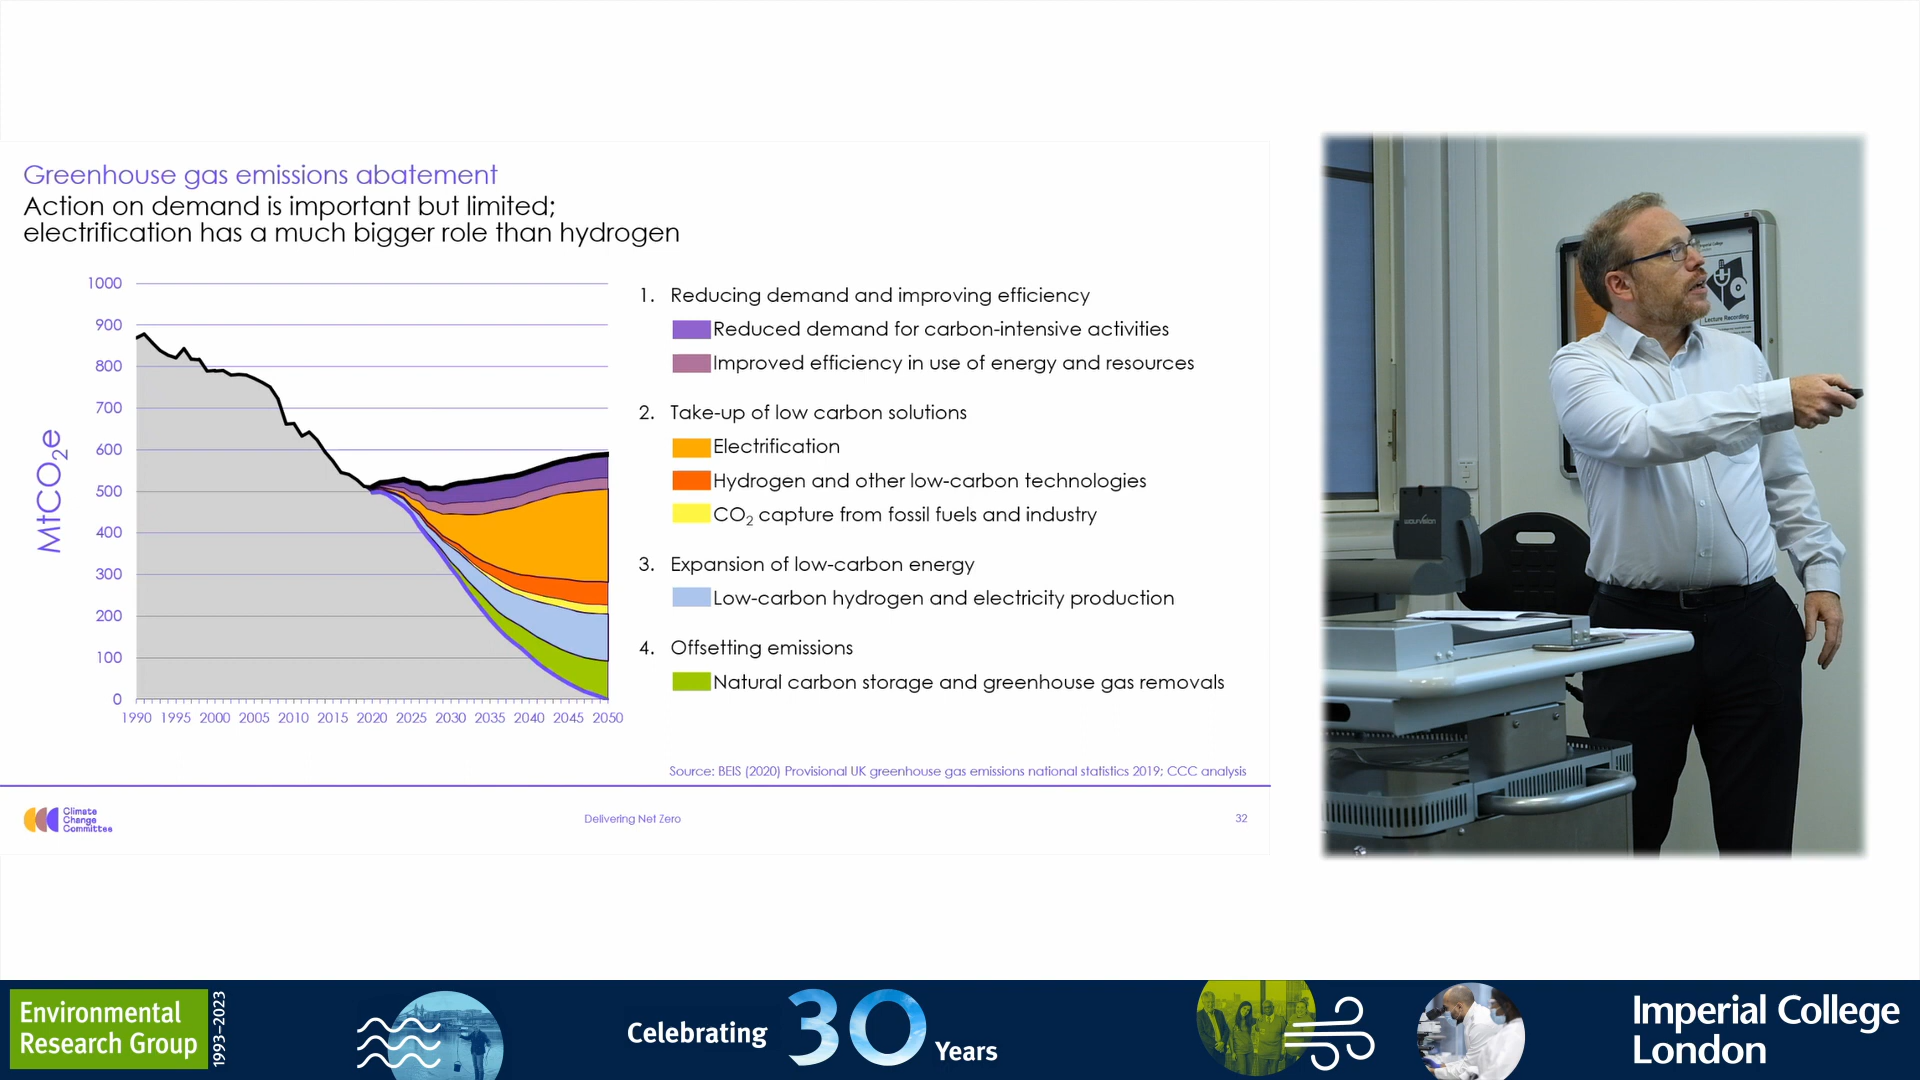 Greenhouse gas emissions abatement
Action on demand is important but limited;
electrification has a much bigger role than hydrogen
MtCO2e
1000
900
800
700
600
500
400
300
200
100
0
1990 1995 2000 2005 2010 2015 2020 2025 2030 2035 2040 2045 2050
1. Reducing demand and improving efficiency
Reduced demand for carbon-intensive activities
Improved efficiency in use of energy and resources
2. Take-up of low carbon solutions
Electrification
Hydrogen and other low-carbon technologies
CO2 capture from fossil fuels and industry
3. Expansion of low-carbon energy
Low-carbon hydrogen and electricity production
4. Offsetting emissions
Natural carbon storage and greenhouse gas removals
Source: BEIS (2020) Provisional UK greenhouse gas emissions national statistics 2019; CCC analysis
Climate
Change
Committee
Delivering Net Zero
32
Lecture Recording
Environmental
Research Group
1993–2023
Celebrating 30 Years
Imperial College
London